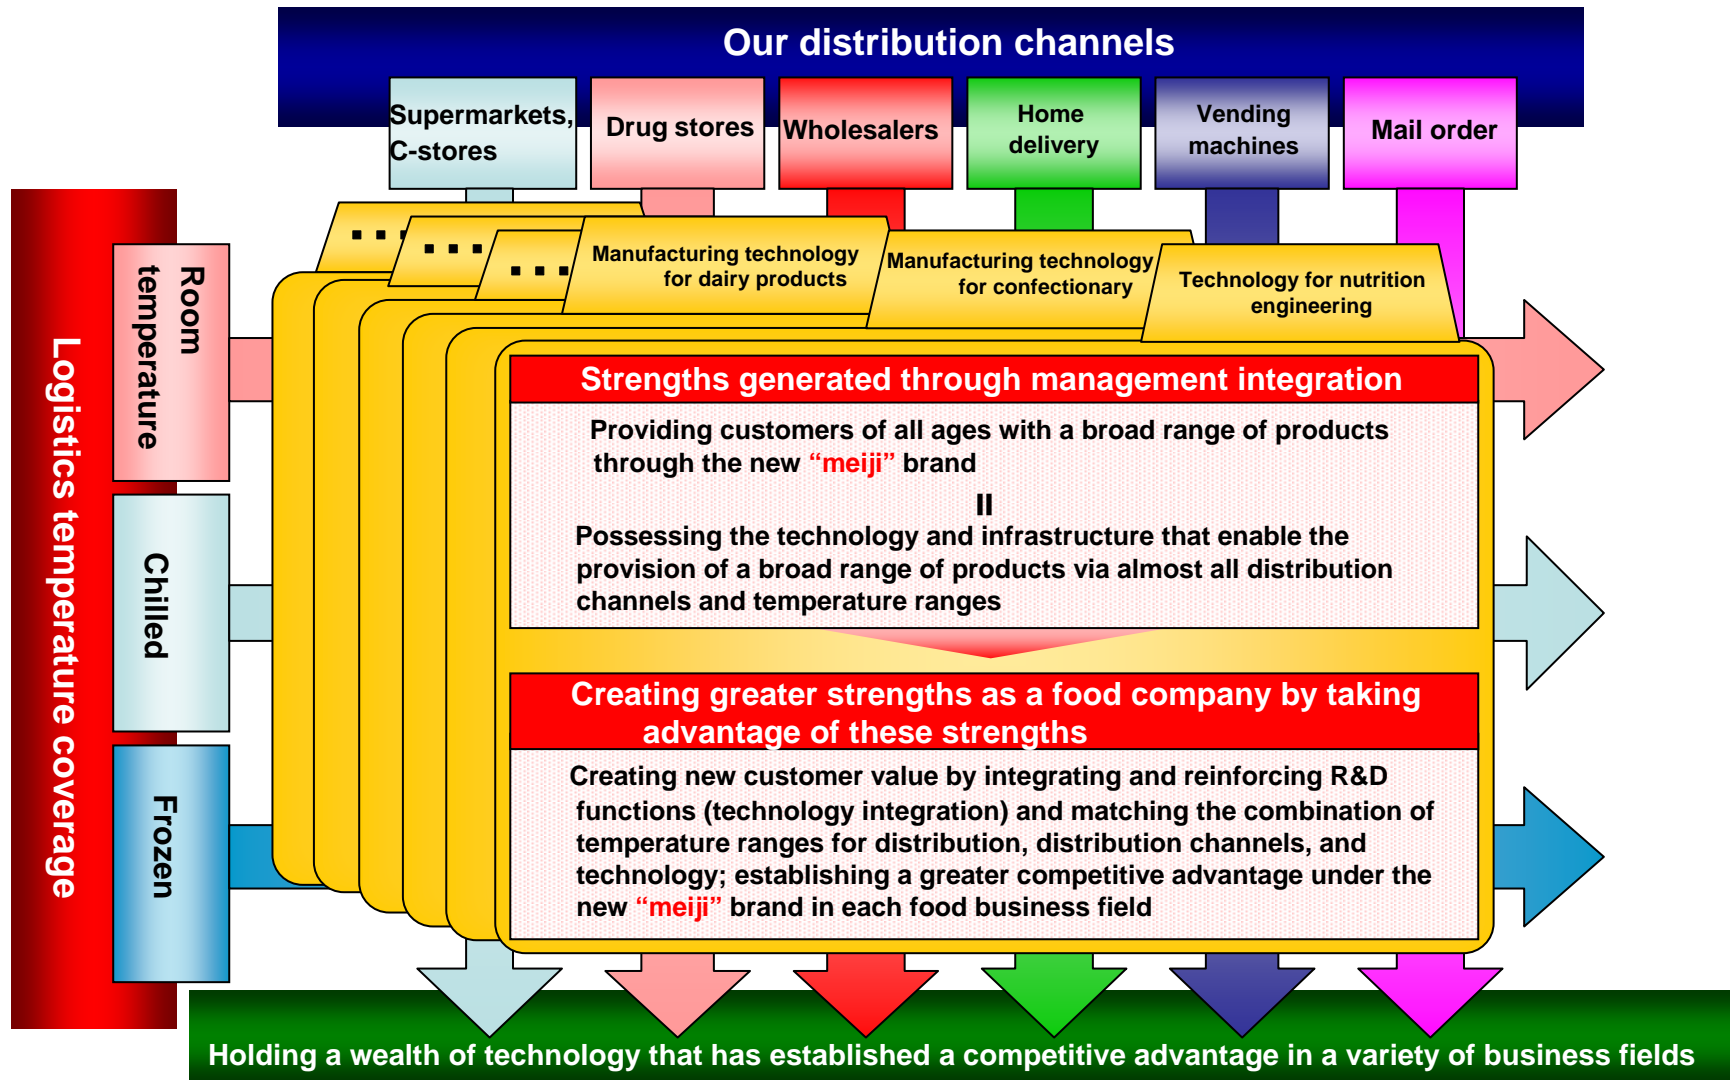 Our distribution channels
Supermarkets,
C-stores
Drug stores
Wholesalers
Home
delivery
Vending
machines
Mail order
Logistics temperature coverage
Room
temperature
Chilled
Frozen
...
...
...
Manufacturing technology
for dairy products
Manufacturing technology
for confectionary
Technology for nutrition
engineering
Strengths generated through management integration
Providing customers of all ages with a broad range of products
through the new “meiji” brand
=
Possessing the technology and infrastructure that enable the
provision of a broad range of products via almost all distribution
channels and temperature ranges
Creating greater strengths as a food company by taking
advantage of these strengths
Creating new customer value by integrating and reinforcing R&D
functions (technology integration) and matching the combination of
temperature ranges for distribution, distribution channels, and
technology; establishing a greater competitive advantage under the
new “meiji” brand in each food business field
Holding a wealth of technology that has established a competitive advantage in a variety of business fields